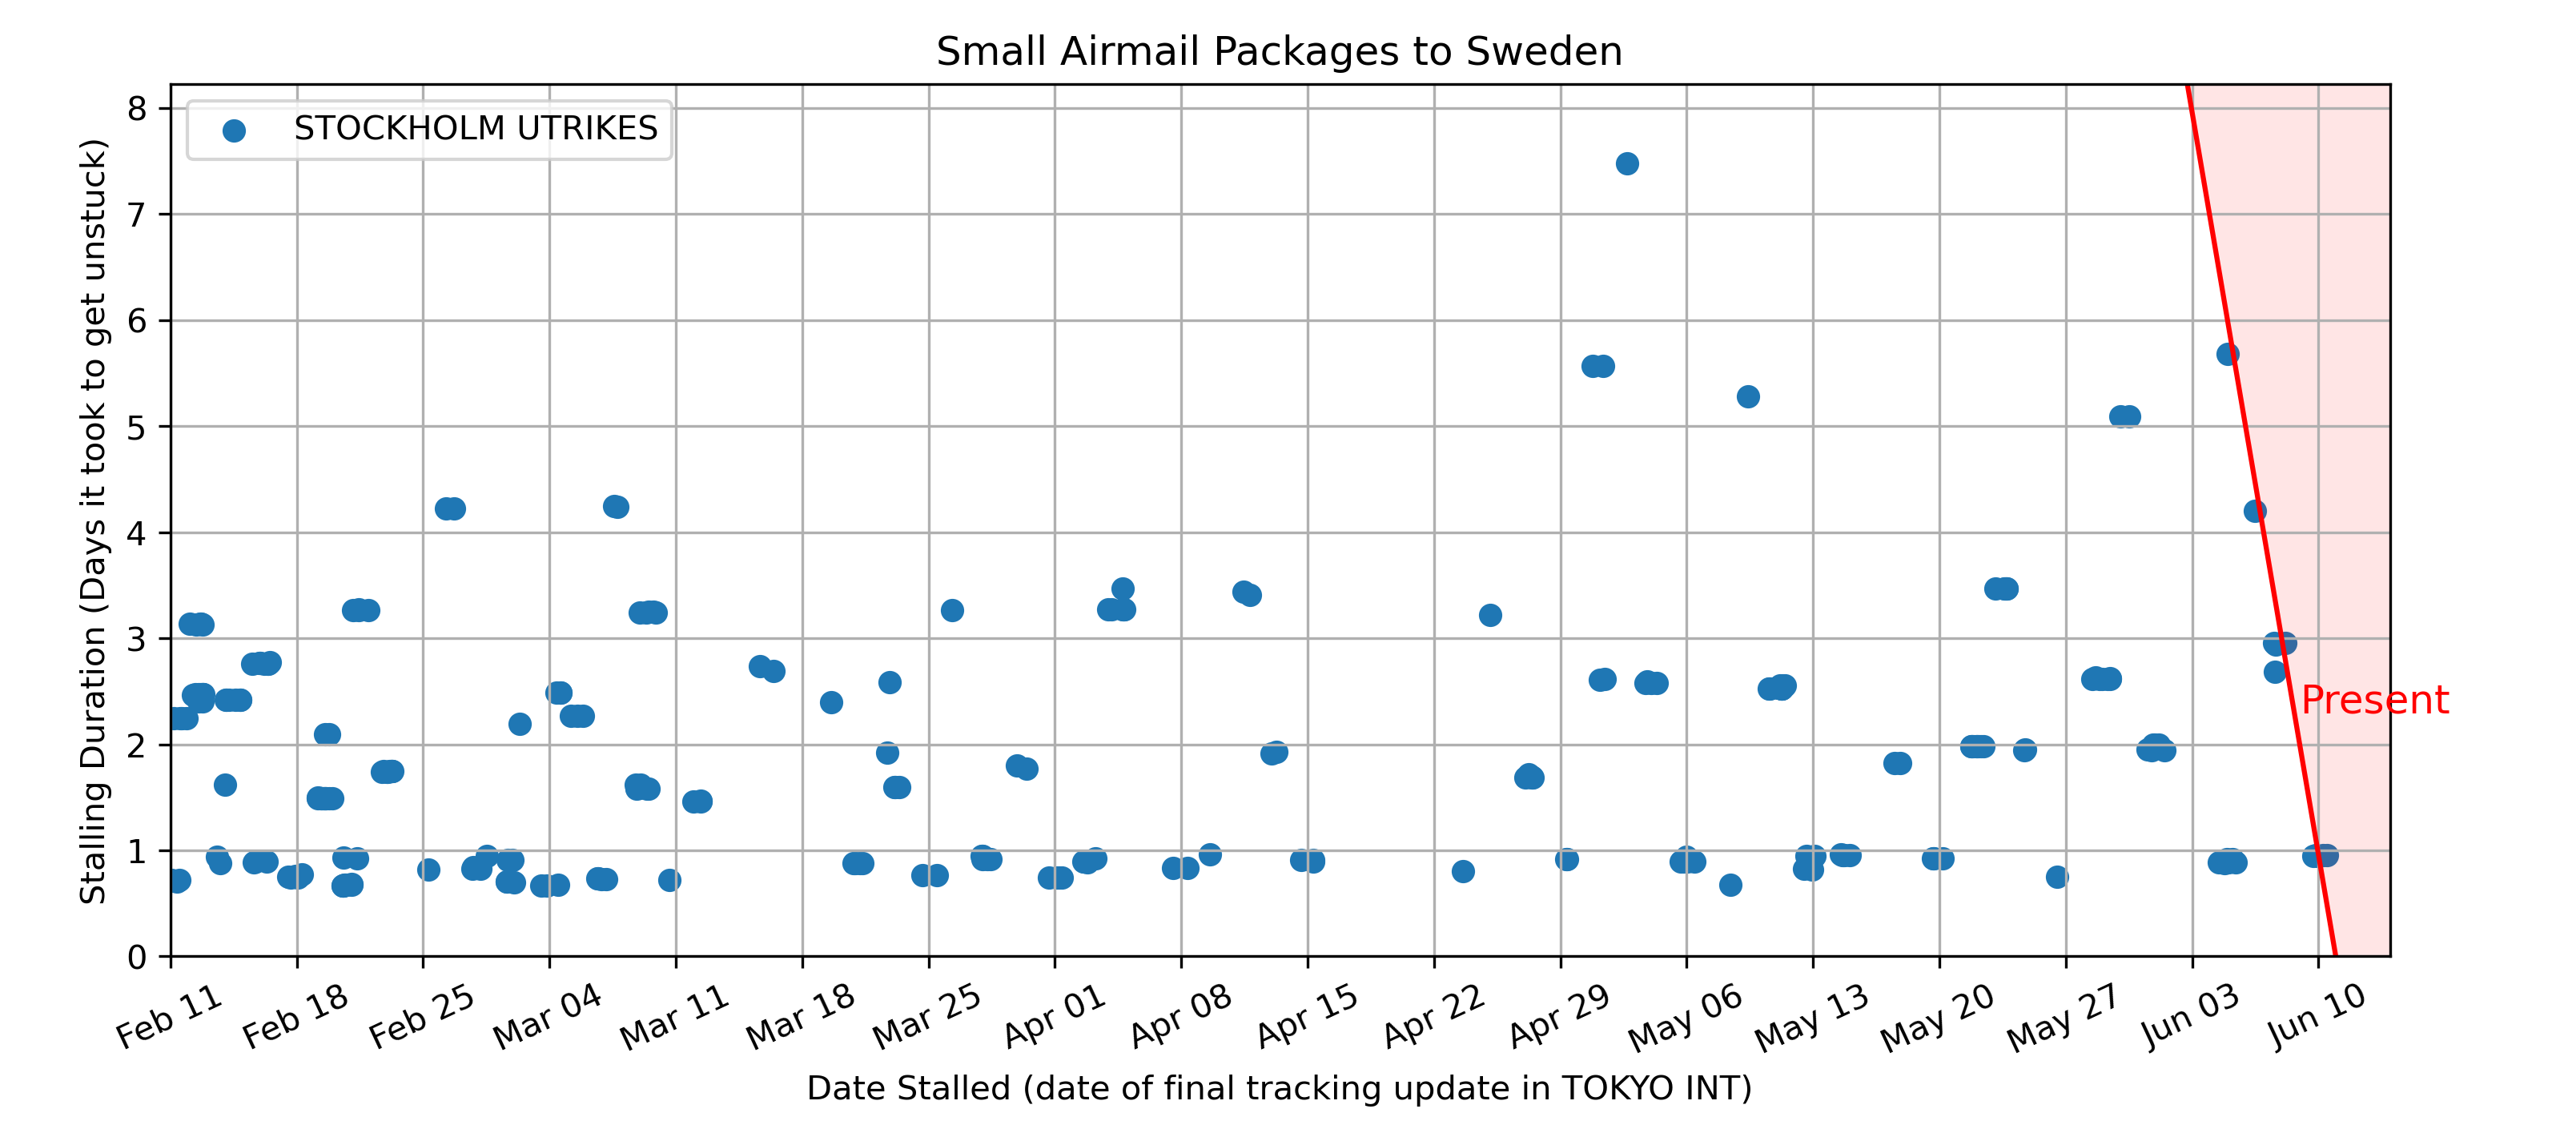 Small Airmail Packages to Sweden
STOCKHOLM UTRIKES
Stalling Duration (Days it took to get unstuck)
8
7
6
5
4
3
2
1
0
Present
Feb 11
Feb 18
Feb 25
Mar 04
Mar 11
Mar 18
Mar 25
Apr 01
Apr 08
Apr 15
Apr 22
Apr 29
May 06
May 13
May 20
May 27
Jun 03
Jun 10
Date Stalled (date of final tracking update in TOKYO INT)